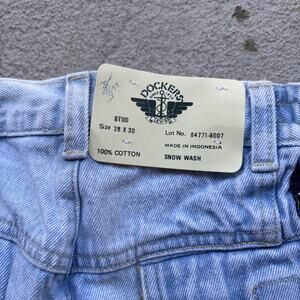 DOCKERS
STUD
Size 28 X 30
Lot No. 84771-8007
MADE IN INDONESIA
100% COTTON
SNOW WASH